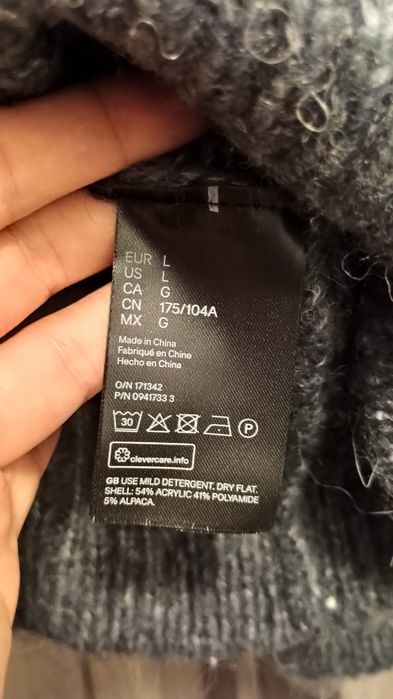 EUR L
US L
CA G
CN 175/104A
MX G
Made in China
Fabriqué en Chine
Hecho en China
O/N 171342
P/N 0941733 3
30 P
clevercare.info
GB USE MILD DETERGENT. DRY FLAT.
SHELL: 54% ACRYLIC 41% POLYAMIDE
5% ALPACA.